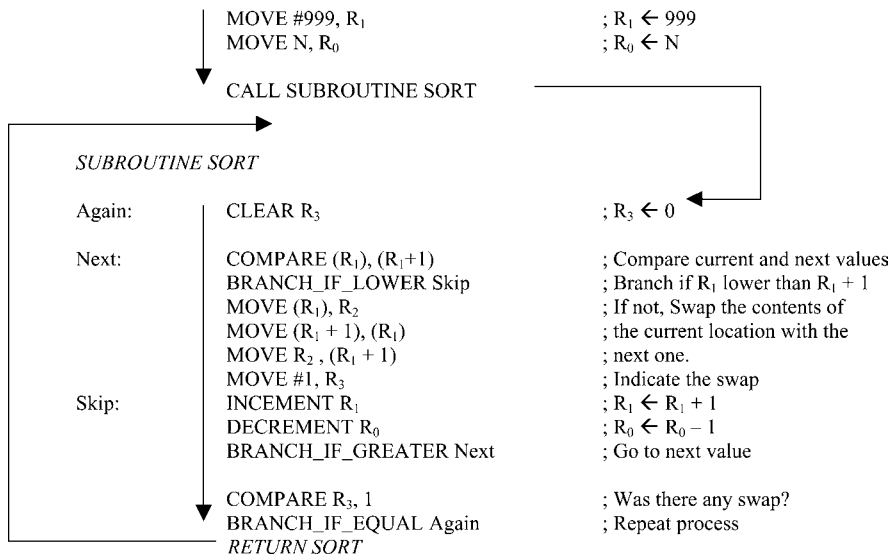 MOVE #999, R₁ ; R₁ ← 999
MOVE N, R₀ ; R₀ ← N
CALL SUBROUTINE SORT
SUBROUTINE SORT
Again: CLEAR R₃ ; R₃ ← 0
Next: COMPARE (R₁), (R₁+1) ; Compare current and next values
BRANCH_IF_LOWER Skip ; Branch if R₁ lower than R₁ + 1
MOVE (R₁), R₂ ; If not, Swap the contents of
MOVE (R₁ + 1), (R₁) ; the current location with the
MOVE R₂ , (R₁ + 1) ; next one.
MOVE #1, R₃ ; Indicate the swap
Skip: INCEMENT R₁ ; R₁ ← R₁ + 1
DECREMENT R₀ ; R₀ ← R₀ – 1
BRANCH_IF_GREATER Next ; Go to next value
COMPARE R₃, 1 ; Was there any swap?
BRANCH_IF_EQUAL Again ; Repeat process
RETURN SORT